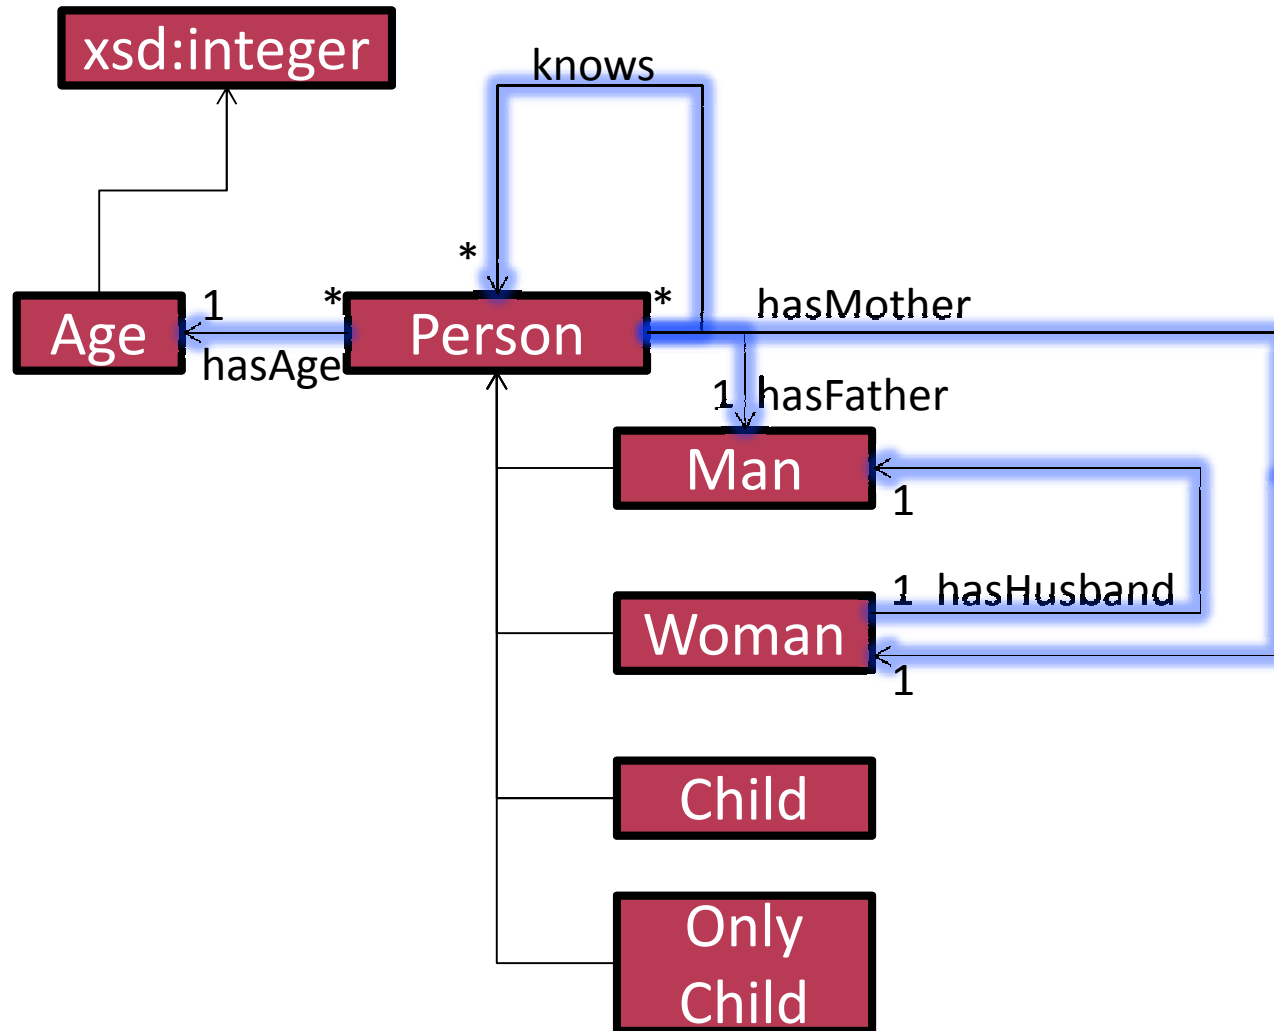 xsd:integer
knows
*
1
*
*
hasMother
Age
Person
hasAge
1 hasFather
Man
1
1 hasHusband
Woman
1
Child
Only
Child